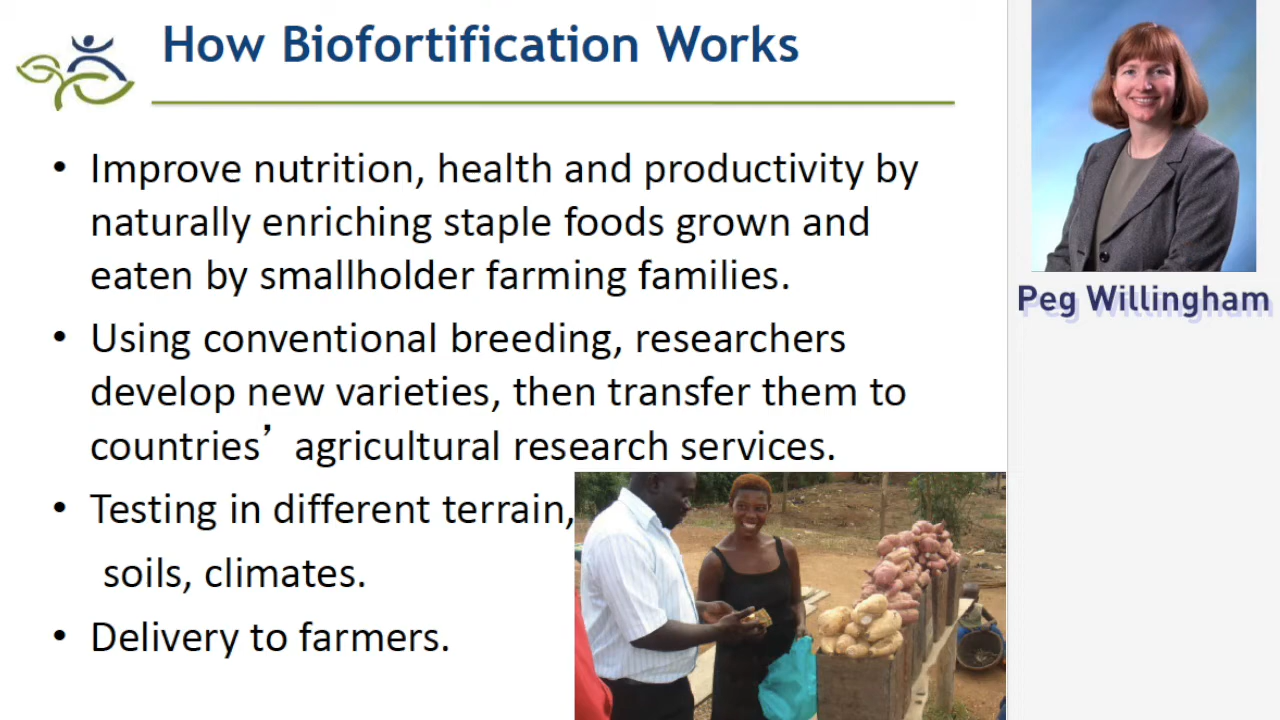 How Biofortification Works
• Improve nutrition, health and productivity by
naturally enriching staple foods grown and
eaten by smallholder farming families.
• Using conventional breeding, researchers
develop new varieties, then transfer them to
countries’ agricultural research services.
• Testing in different terrain,
soils, climates.
• Delivery to farmers.
Peg Willingham